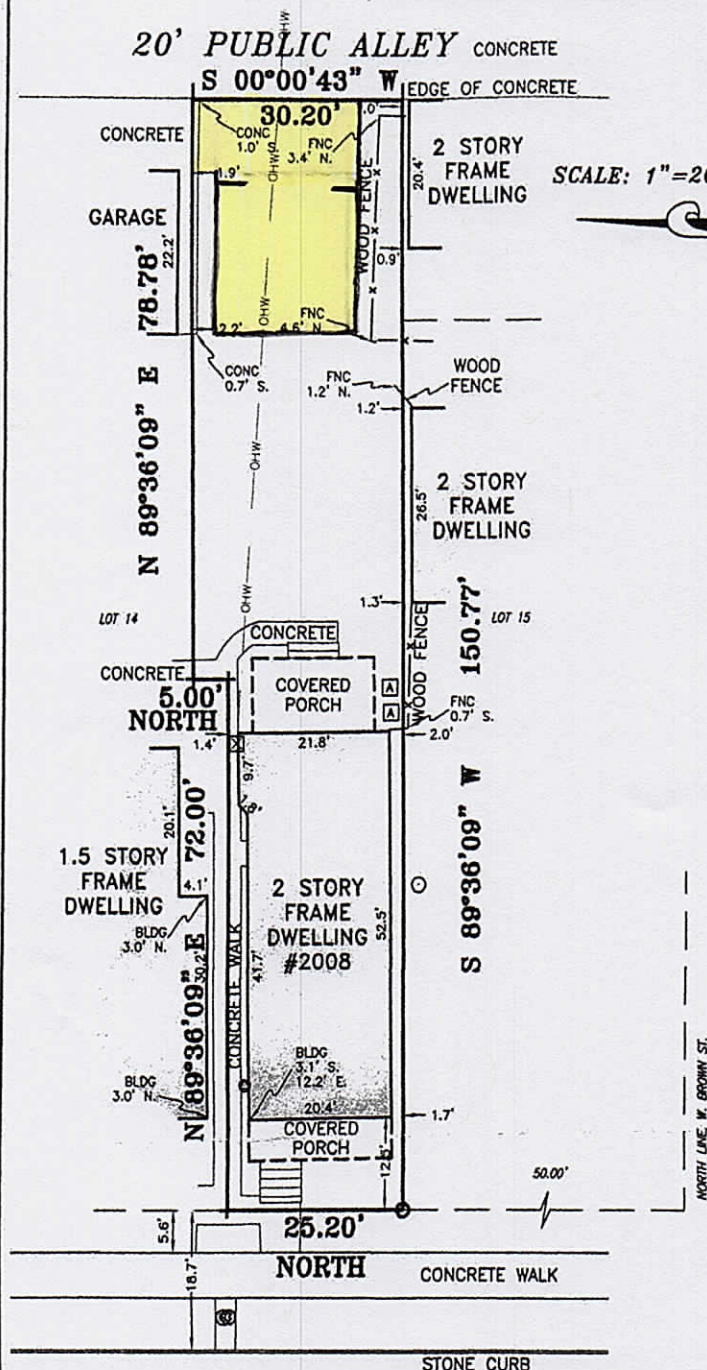 20' PUBLIC ALLEY CONCRETE
S 00°00'43" W
EDGE OF CONCRETE
30.20'
CONCRETE
CONC
1.0' S.
FNC
3.4' N.
.0'
2 STORY
FRAME
DWELLING
20.4'
SCALE: 1"=20
OHW
1.9'
GARAGE
22.2'
WOOD FENCE
0.9'
N 89°36'09" E 78.78'
OHW
2.2'
4.6' N.
FNC
CONC
0.7' S.
WOOD
FENCE
FNC
1.2' N.
1.2'
OHW
2 STORY
FRAME
DWELLING
26.5'
1.3'
OHW
LOT 14
LOT 15
S 89°36'09" W 150.77'
CONCRETE
CONCRETE
COVERED
PORCH
A
A
WOOD FENCE
FNC
0.7' S.
5.00'
NORTH
1.4'
21.8'
2.0'
9.7'
20.1'
N 89°36'09" E 72.00'
1.5 STORY
FRAME
DWELLING
4.1'
BLDG
3.0' N.
30.2'
CONCRETE WALK
41.7'
2 STORY
FRAME
DWELLING
#2008
52.5'
BLDG
3.0' N.
BLDG
3.1' S.
12.2' E.
20.4'
1.7'
COVERED
PORCH
NORTH LINE, W. BROWN ST.
50.00'
5.6'
25.20'
NORTH
CONCRETE WALK
18.7'
STONE CURB